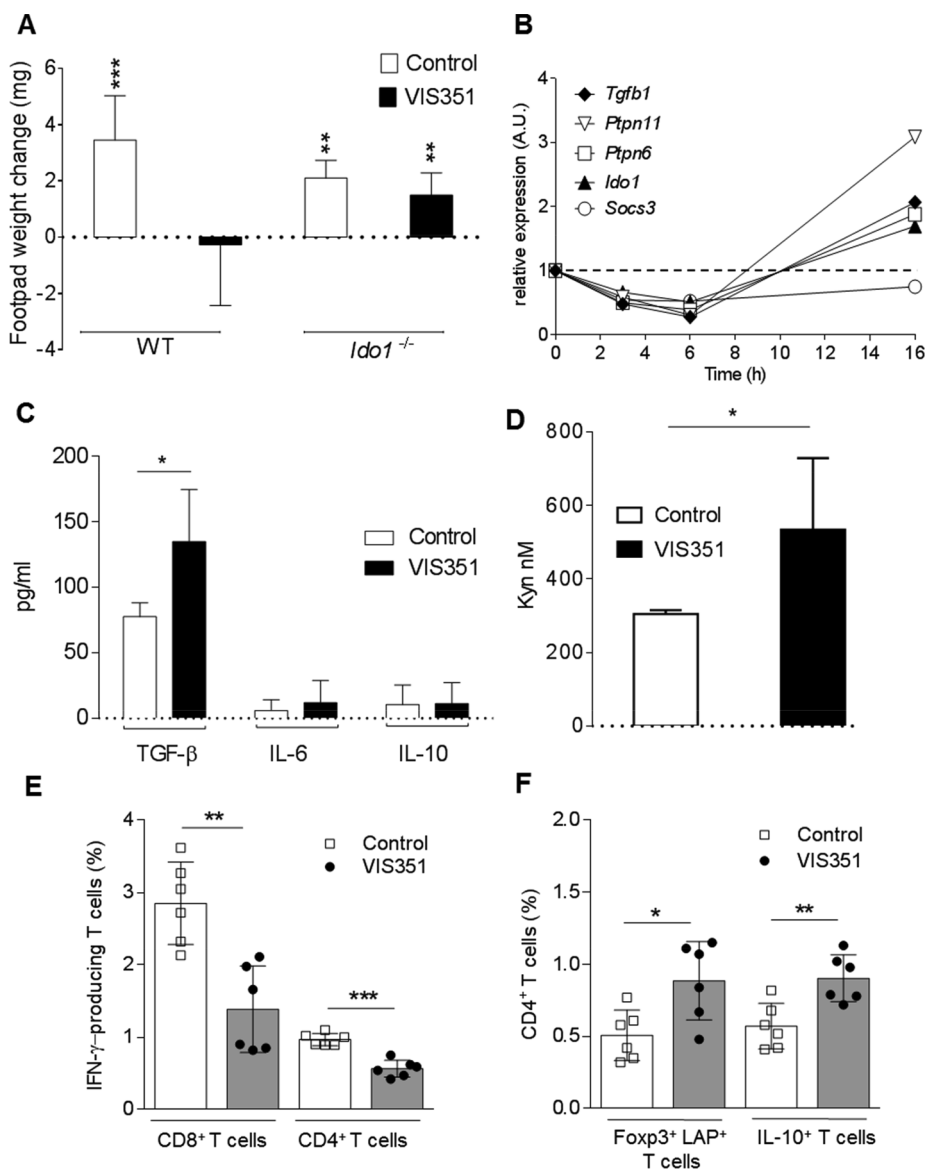 A
Footpad weight change (mg)
6
4
2
0
-2
-4
***
**
**
Control
VIS351
WT
Ido1 -/-
B
relative expression (A.U.)
4
3
2
1
0
Tgfb1
Ptpn11
Ptpn6
Ido1
Socs3
0 2 4 6 8 10 12 14 16
Time (h)
C
pg/ml
200
150
100
50
0
*
Control
VIS351
TGF-β IL-6 IL-10
D
Kyn nM
800
600
400
200
0
*
Control
VIS351
E
IFN-γ–producing T cells (%)
4
3
2
1
0
**
***
Control
VIS351
CD8+ T cells CD4+ T cells
F
CD4+ T cells (%)
2.0
1.5
1.0
0.5
0.0
*
**
Control
VIS351
Foxp3+ LAP+
T cells
IL-10+ T cells